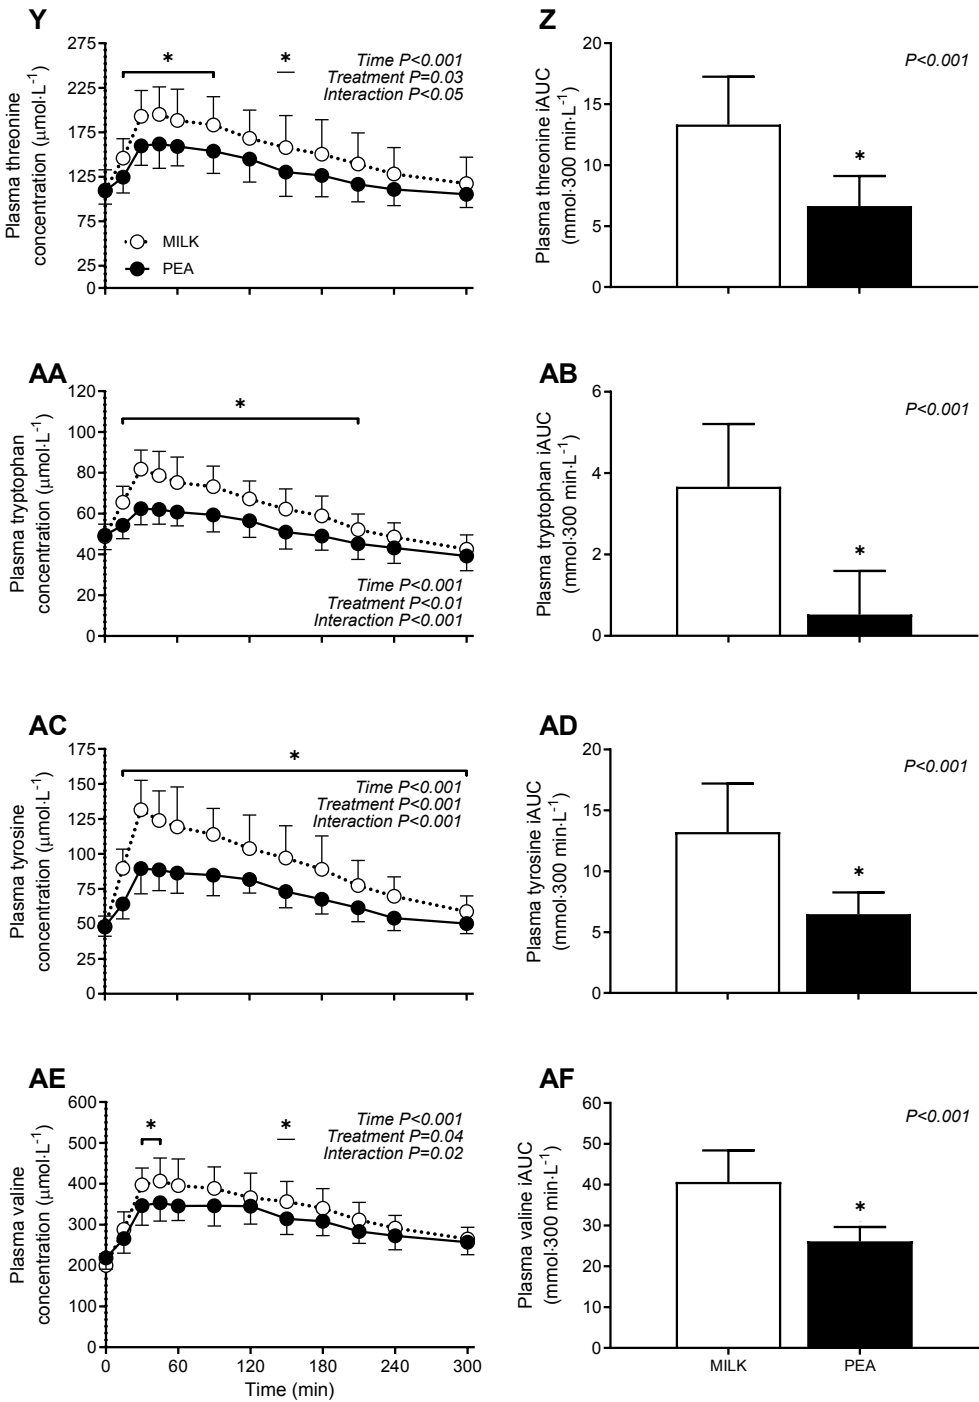 Y
Plasma threonine
concentration (μmol·L⁻¹)
275
225
175
125
75
25
0
*
*
Time P<0.001
Treatment P=0.03
Interaction P<0.05
MILK
PEA
Z
Plasma threonine iAUC
(mmol·300 min·L⁻¹)
20
15
10
5
0
P<0.001
*
AA
Plasma tryptophan
concentration (μmol·L⁻¹)
120
100
80
60
40
20
0
*
Time P<0.001
Treatment P<0.01
Interaction P<0.001
AB
Plasma tryptophan iAUC
(mmol·300 min·L⁻¹)
6
4
2
0
P<0.001
*
AC
Plasma tyrosine
concentration (μmol·L⁻¹)
175
150
125
100
75
50
25
0
*
Time P<0.001
Treatment P<0.001
Interaction P<0.001
AD
Plasma tyrosine iAUC
(mmol·300 min·L⁻¹)
20
15
10
5
0
P<0.001
*
AE
Plasma valine
concentration (μmol·L⁻¹)
600
500
400
300
200
100
0
*
*
Time P<0.001
Treatment P=0.04
Interaction P=0.02
0 60 120 180 240 300
Time (min)
AF
Plasma valine iAUC
(mmol·300 min·L⁻¹)
60
50
40
30
20
10
0
P<0.001
*
MILK PEA